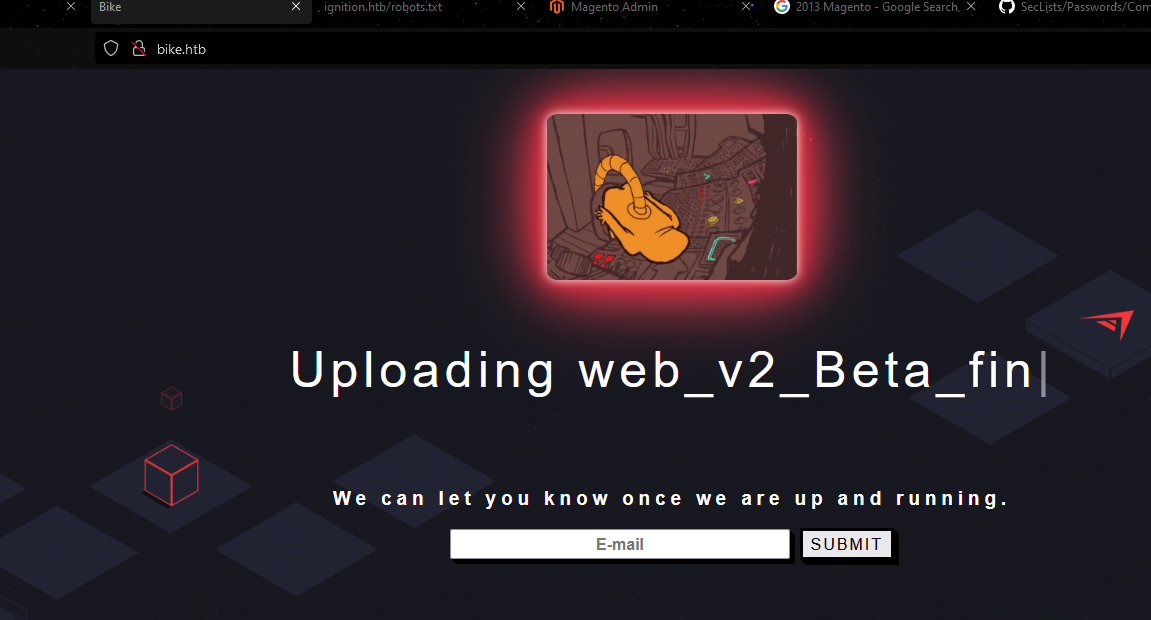 Bike
ignition.htb/robots.txt
Magento Admin
2013 Magento - Google Search,
SecLists/Passwords/Com
bike.htb
Uploading web_v2_Beta_fin
We can let you know once we are up and running.
E-mail
SUBMIT